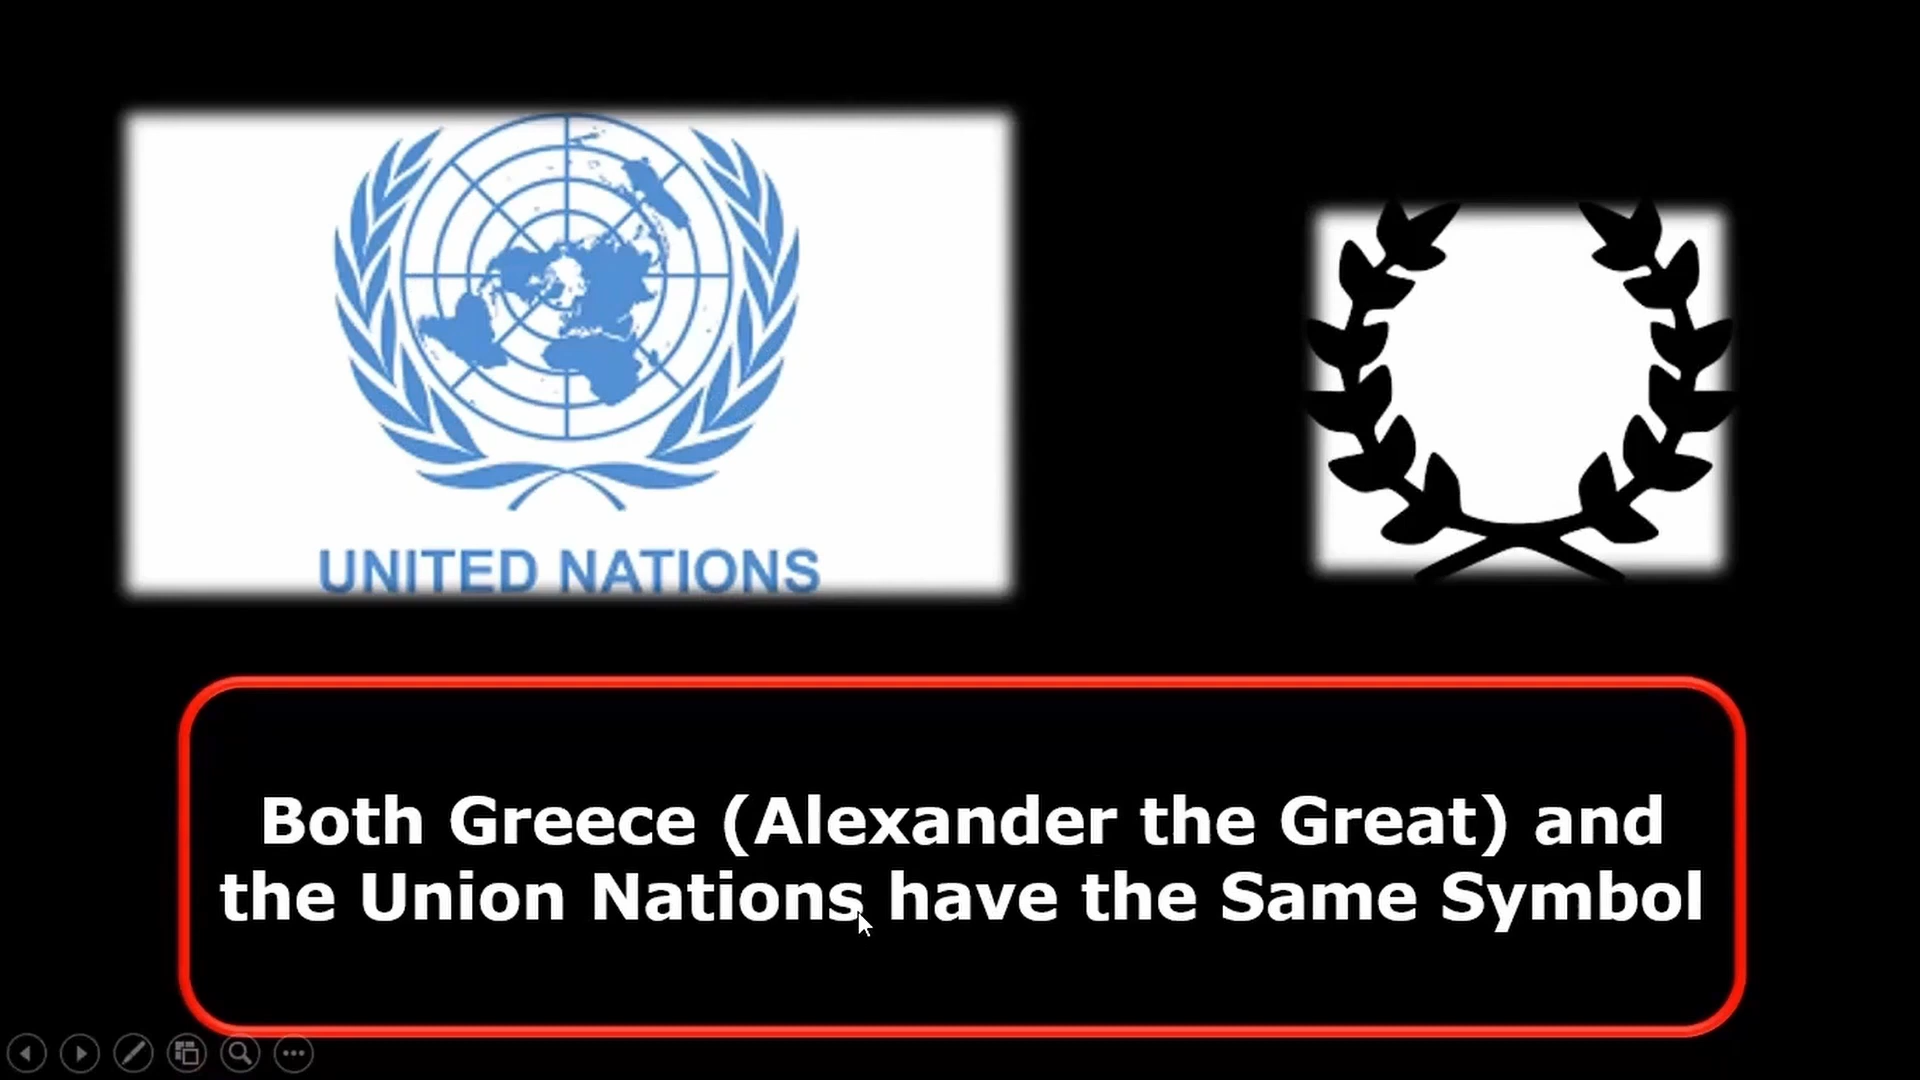 UNITED NATIONS
Both Greece (Alexander the Great) and
the Union Nations have the Same Symbol